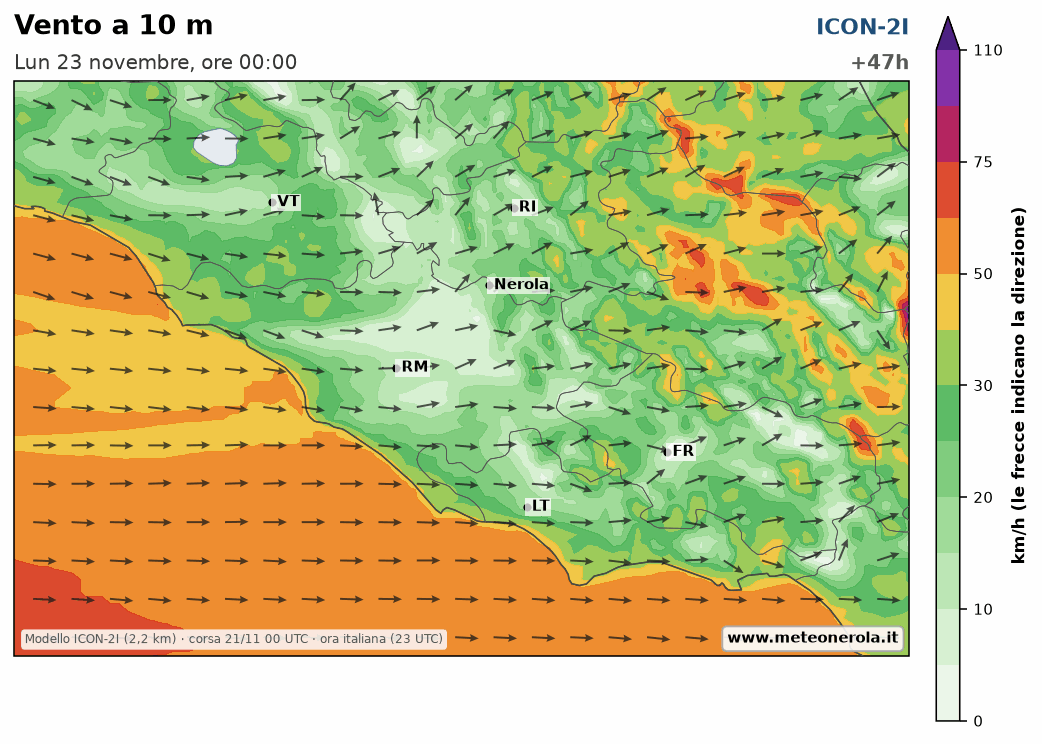 Vento a 10 m
ICON-2I
Lun 23 novembre, ore 00:00
+47h
110
75
50
30
20
10
0
km/h (le frecce indicano la direzione)
VT
RI
Nerola
RM
FR
LT
Modello ICON-2I (2,2 km) · corsa 21/11 00 UTC · ora italiana (23 UTC)
www.meteonerola.it